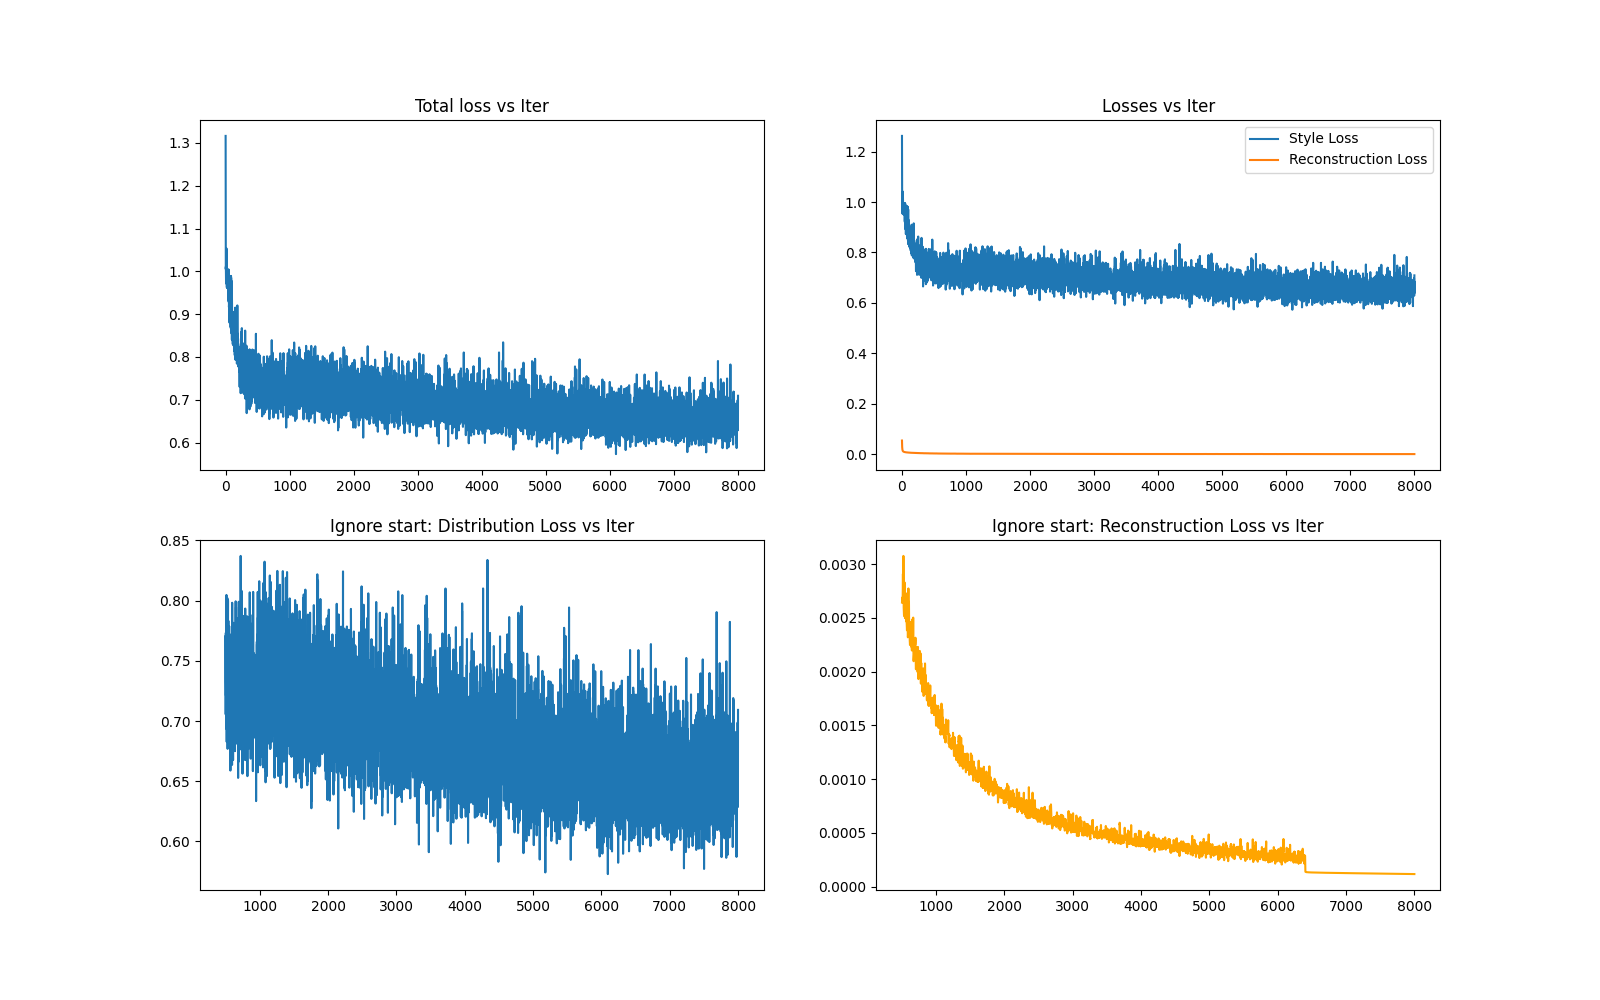 Total loss vs Iter
1.3
1.2
1.1
1.0
0.9
0.8
0.7
0.6
0 1000 2000 3000 4000 5000 6000 7000 8000
Losses vs Iter
Style Loss
Reconstruction Loss
1.2
1.0
0.8
0.6
0.4
0.2
0.0
0 1000 2000 3000 4000 5000 6000 7000 8000
Ignore start: Distribution Loss vs Iter
0.85
0.80
0.75
0.70
0.65
0.60
1000 2000 3000 4000 5000 6000 7000 8000
Ignore start: Reconstruction Loss vs Iter
0.0030
0.0025
0.0020
0.0015
0.0010
0.0005
0.0000
1000 2000 3000 4000 5000 6000 7000 8000